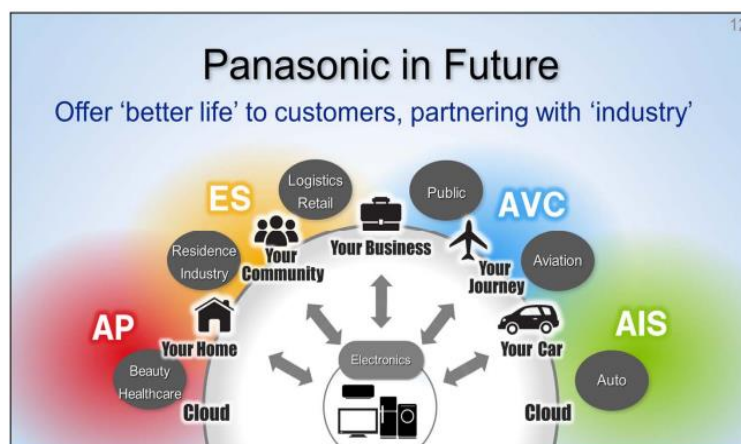 12
Panasonic in Future
Offer ‘better life’ to customers, partnering with ‘industry’
ES
Logistics
Retail
Public
AVC
Your Business
Residence
Industry
Your
Community
Your
Journey
Aviation
AP
Your Home
Electronics
Your Car
AIS
Beauty
Healthcare
Auto
Cloud
Cloud